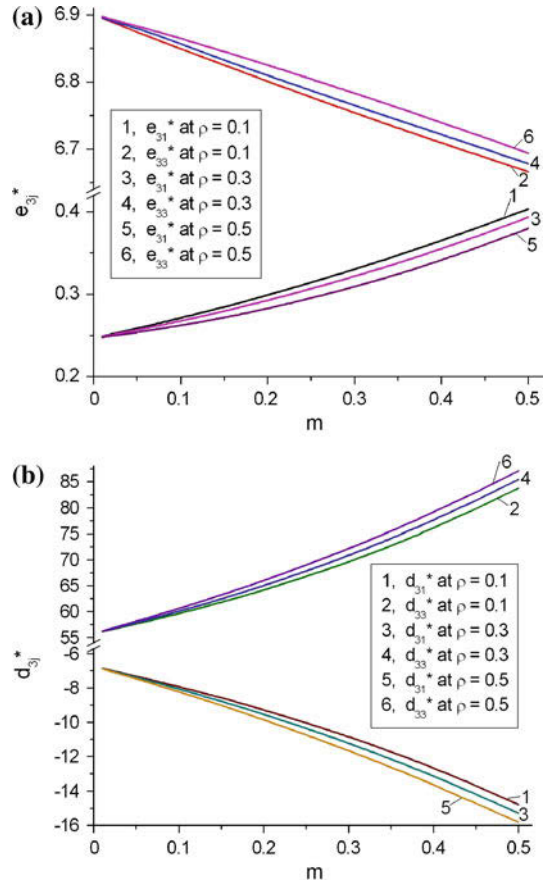 (a)
6.9
6.8
6.7
0.4
0.3
0.2
e3j*
1, e31* at ρ = 0.1
2, e33* at ρ = 0.1
3, e31* at ρ = 0.3
4, e33* at ρ = 0.3
5, e31* at ρ = 0.5
6, e33* at ρ = 0.5
6
4
2
1
3
5
0 0.1 0.2 0.3 0.4 0.5
m
(b)
85
80
75
70
65
60
55
-6
-8
-10
-12
-14
-16
d3j*
6
4
2
1, d31* at ρ = 0.1
2, d33* at ρ = 0.1
3, d31* at ρ = 0.3
4, d33* at ρ = 0.3
5, d31* at ρ = 0.5
6, d33* at ρ = 0.5
1
3
5
0 0.1 0.2 0.3 0.4 0.5
m